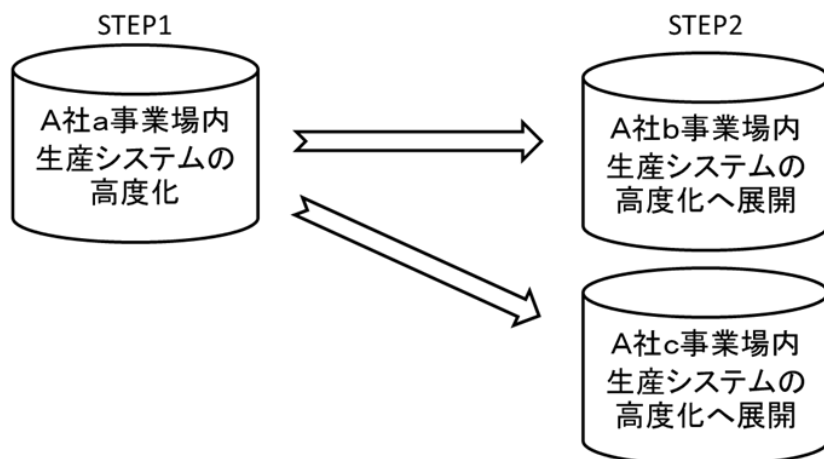 STEP1
A社a事業場内
生産システムの
高度化
STEP2
A社b事業場内
生産システムの
高度化へ展開
A社c事業場内
生産システムの
高度化へ展開